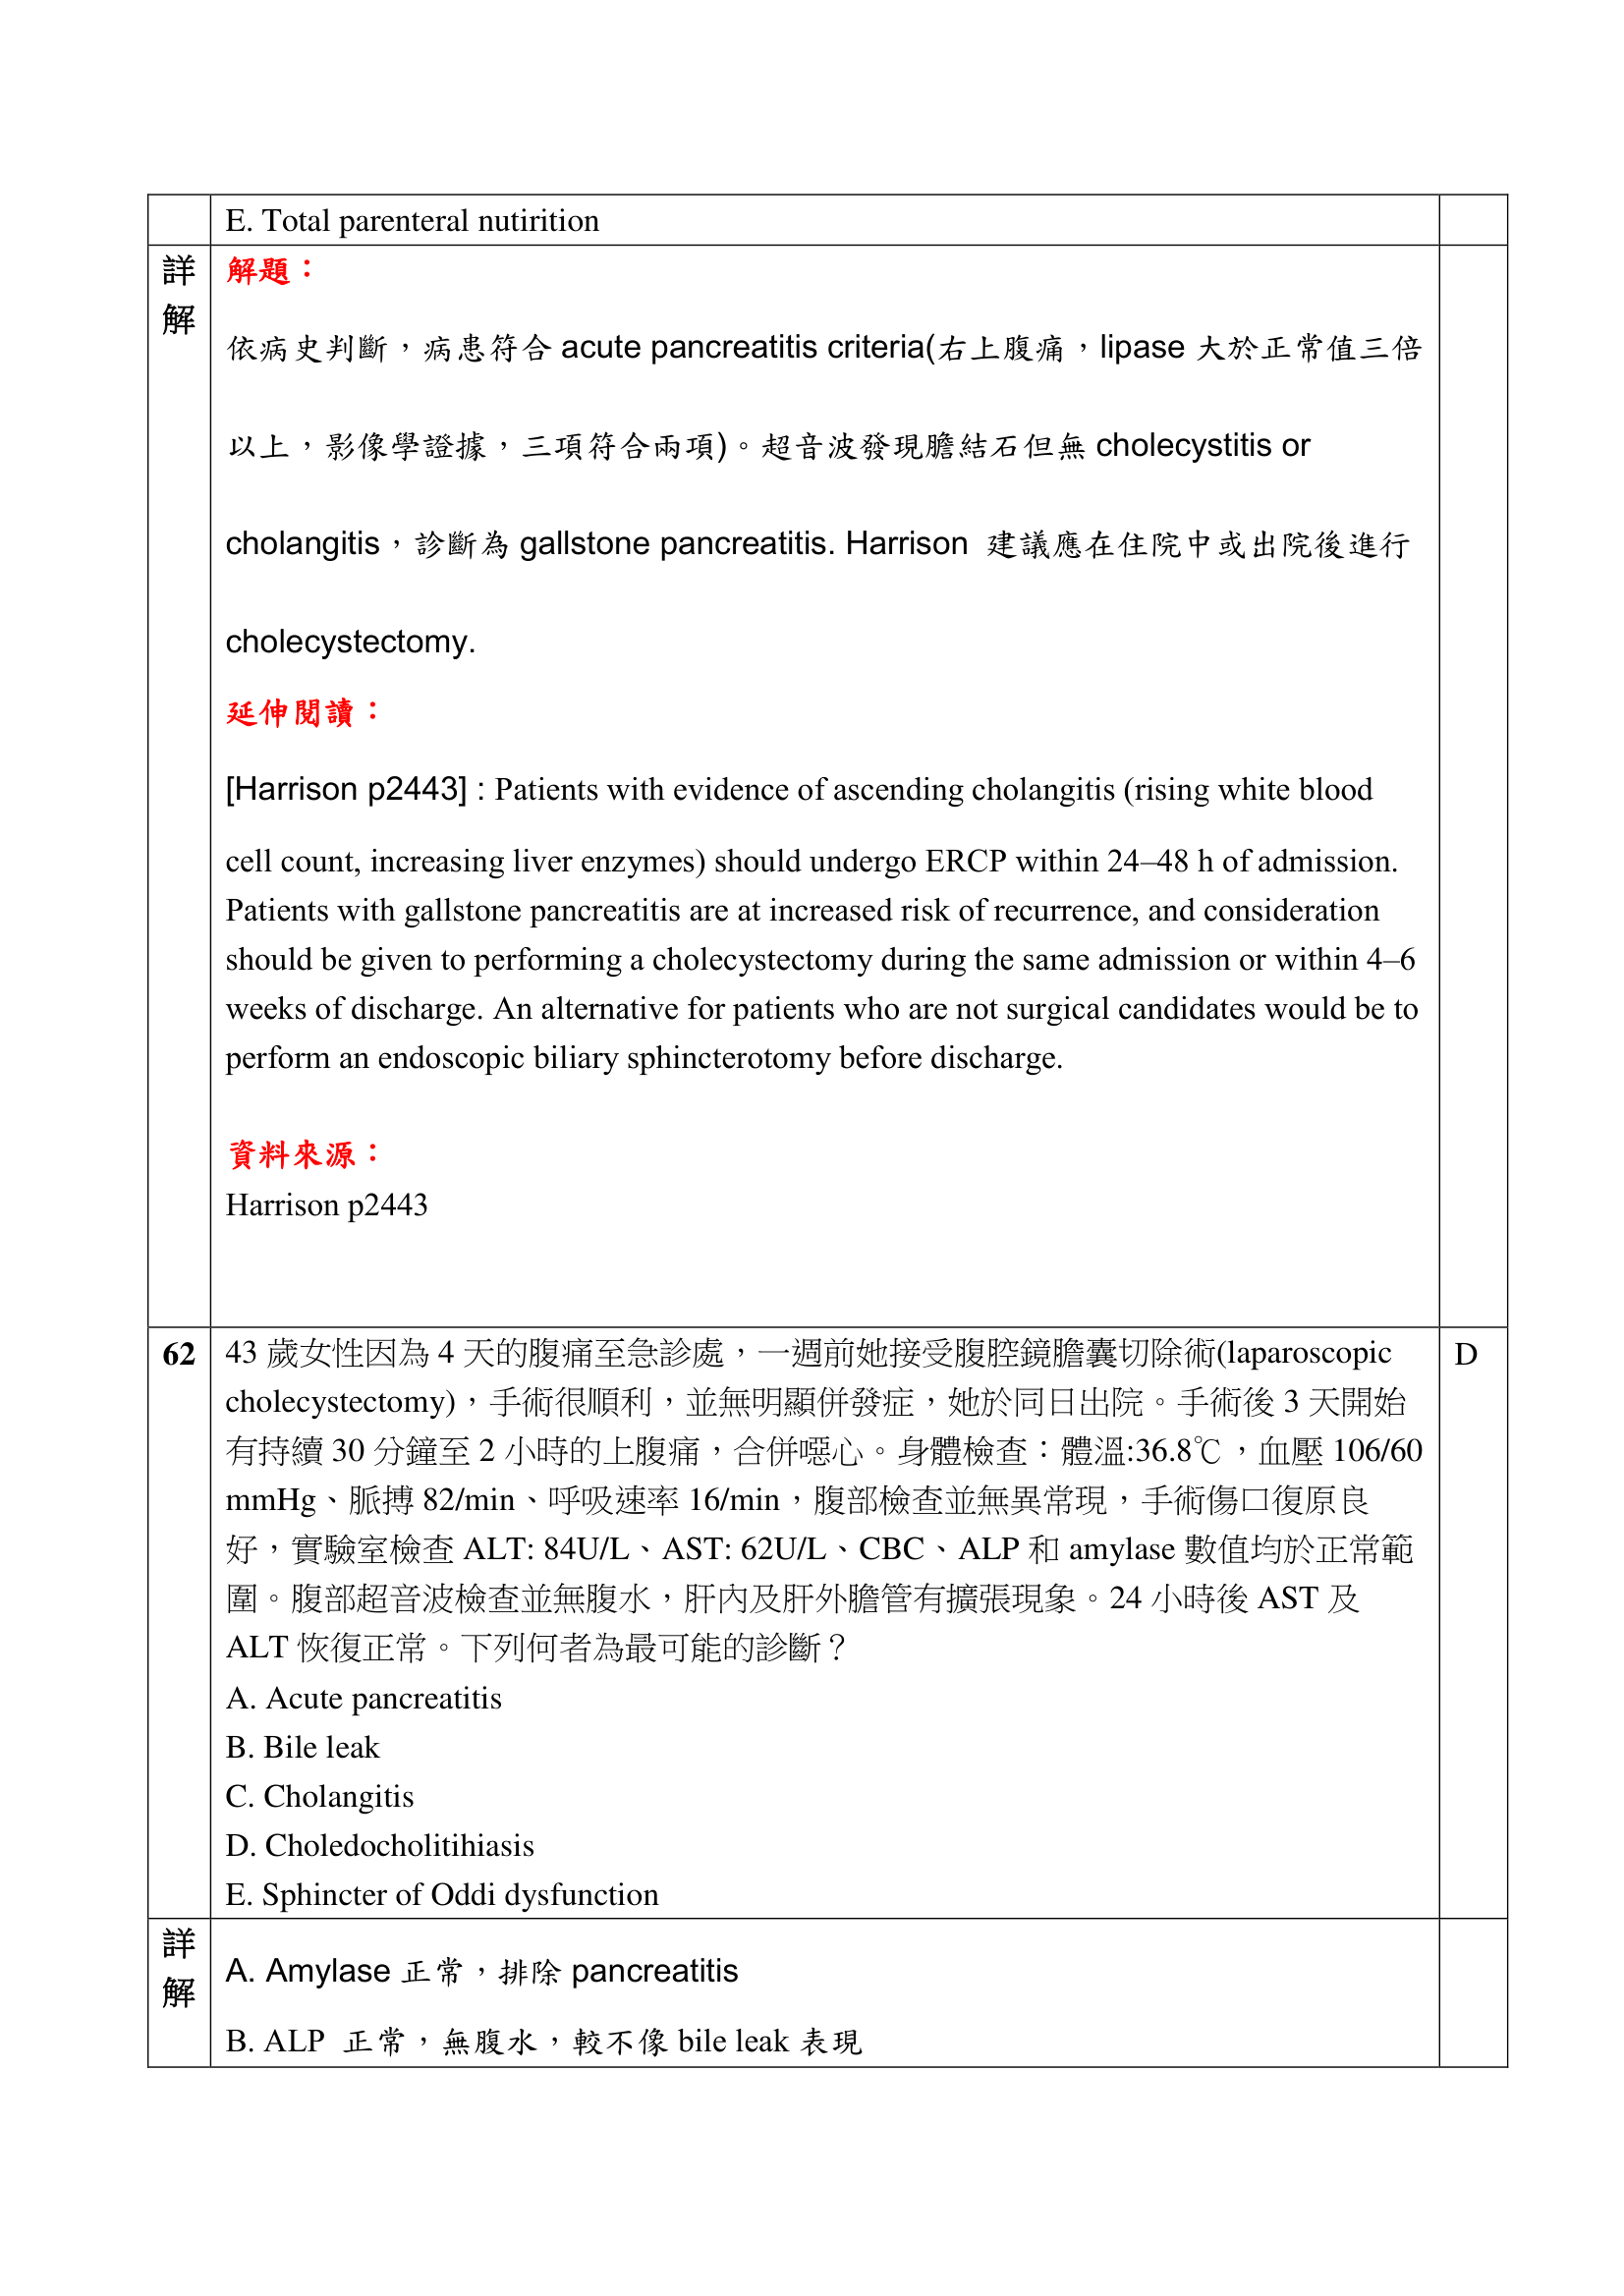 E. Total parenteral nutirition
詳
解
解題：
依病史判斷，病患符合 acute pancreatitis criteria(右上腹痛，lipase 大於正常值三倍
以上，影像學證據，三項符合兩項)。超音波發現膽結石但無 cholecystitis or
cholangitis，診斷為 gallstone pancreatitis. Harrison 建議應在住院中或出院後進行
cholecystectomy.
延伸閱讀：
[Harrison p2443] : Patients with evidence of ascending cholangitis (rising white blood
cell count, increasing liver enzymes) should undergo ERCP within 24–48 h of admission.
Patients with gallstone pancreatitis are at increased risk of recurrence, and consideration
should be given to performing a cholecystectomy during the same admission or within 4–6
weeks of discharge. An alternative for patients who are not surgical candidates would be to
perform an endoscopic biliary sphincterotomy before discharge.
資料來源：
Harrison p2443
62 43 歲女性因為 4 天的腹痛至急診處，一週前她接受腹腔鏡膽囊切除術(laparoscopic D
cholecystectomy)，手術很順利，並無明顯併發症，她於同日出院。手術後 3 天開始
有持續 30 分鐘至 2 小時的上腹痛，合併噁心。身體檢查：體溫:36.8℃，血壓 106/60
mmHg、脈搏 82/min、呼吸速率 16/min，腹部檢查並無異常現，手術傷口復原良
好，實驗室檢查 ALT: 84U/L、AST: 62U/L、CBC、ALP 和 amylase 數值均於正常範
圍。腹部超音波檢查並無腹水，肝內及肝外膽管有擴張現象。24 小時後 AST 及
ALT 恢復正常。下列何者為最可能的診斷？
A. Acute pancreatitis
B. Bile leak
C. Cholangitis
D. Choledocholitihiasis
E. Sphincter of Oddi dysfunction
詳
解
A. Amylase 正常，排除 pancreatitis
B. ALP 正常，無腹水，較不像 bile leak 表現